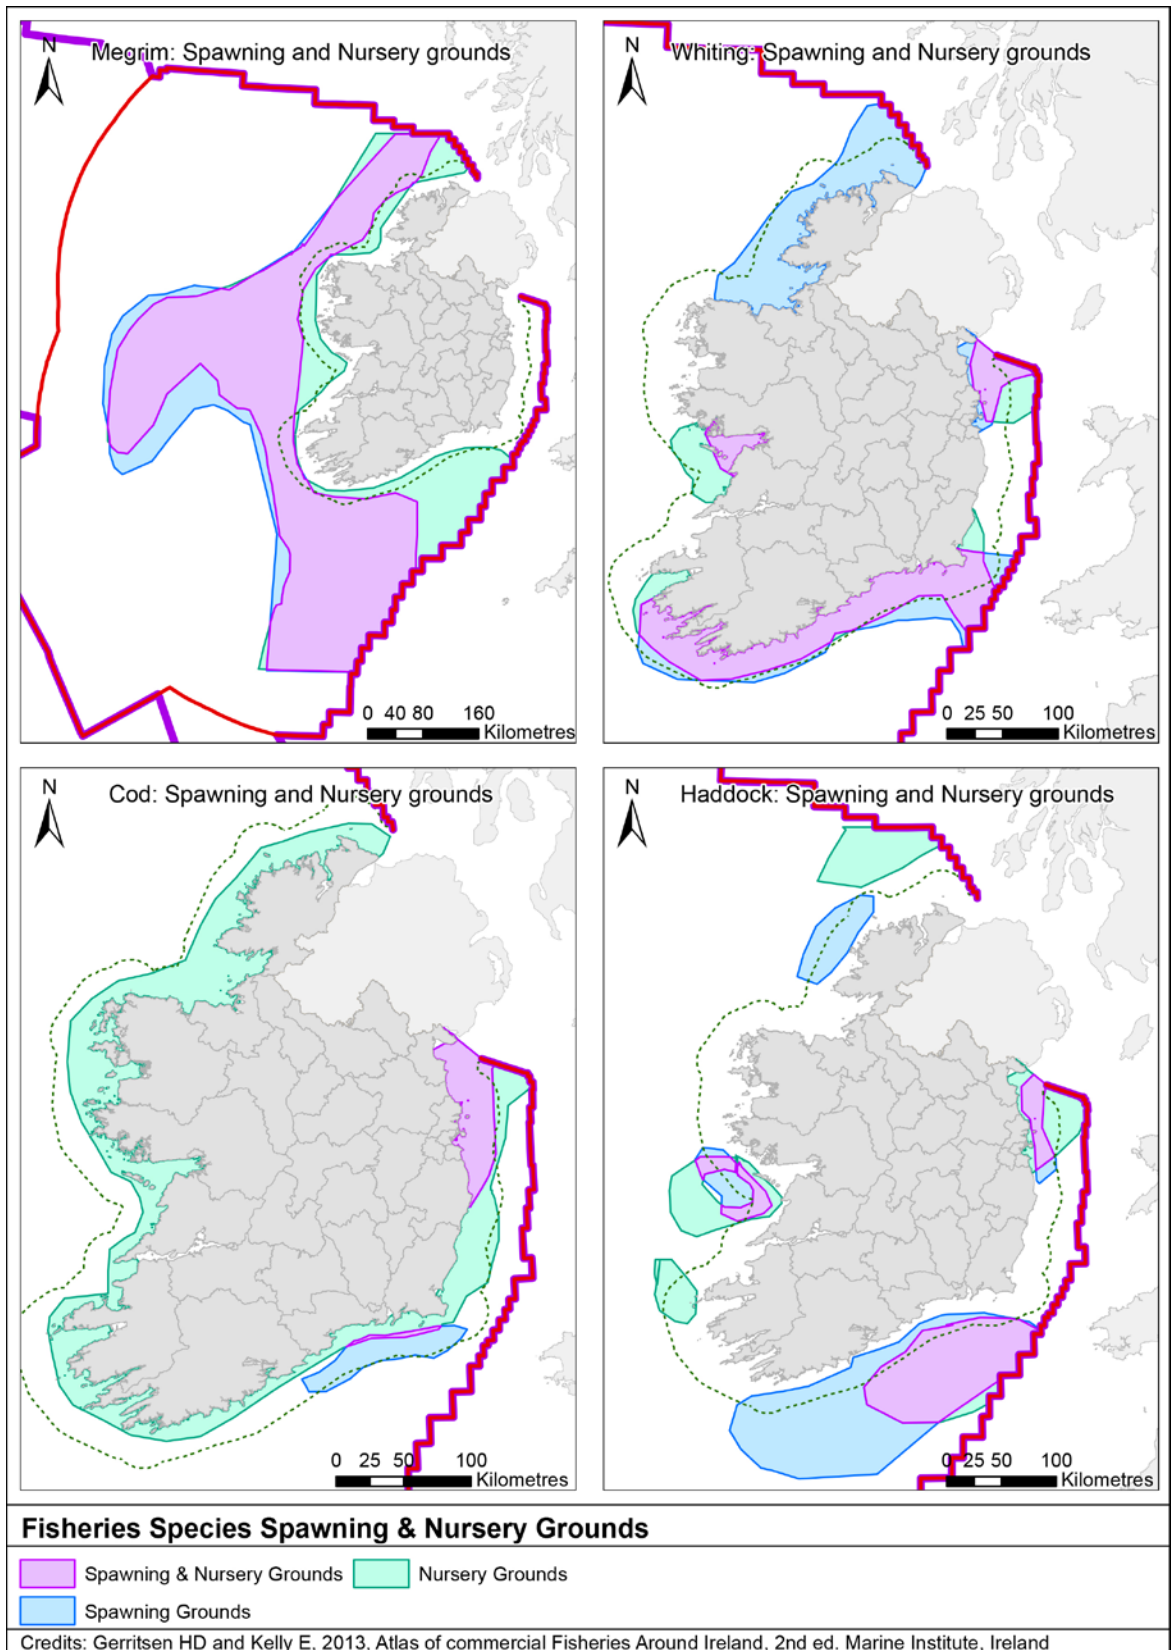 N
Megrim: Spawning and Nursery grounds
0 40 80 160
Kilometres
N
Whiting: Spawning and Nursery grounds
0 25 50 100
Kilometres
N
Cod: Spawning and Nursery grounds
0 25 50 100
Kilometres
N
Haddock: Spawning and Nursery grounds
0 25 50 100
Kilometres
Fisheries Species Spawning & Nursery Grounds
Spawning & Nursery Grounds
Nursery Grounds
Spawning Grounds
Credits: Gerritsen HD and Kelly E, 2013. Atlas of commercial Fisheries Around Ireland, 2nd ed. Marine Institute, Ireland